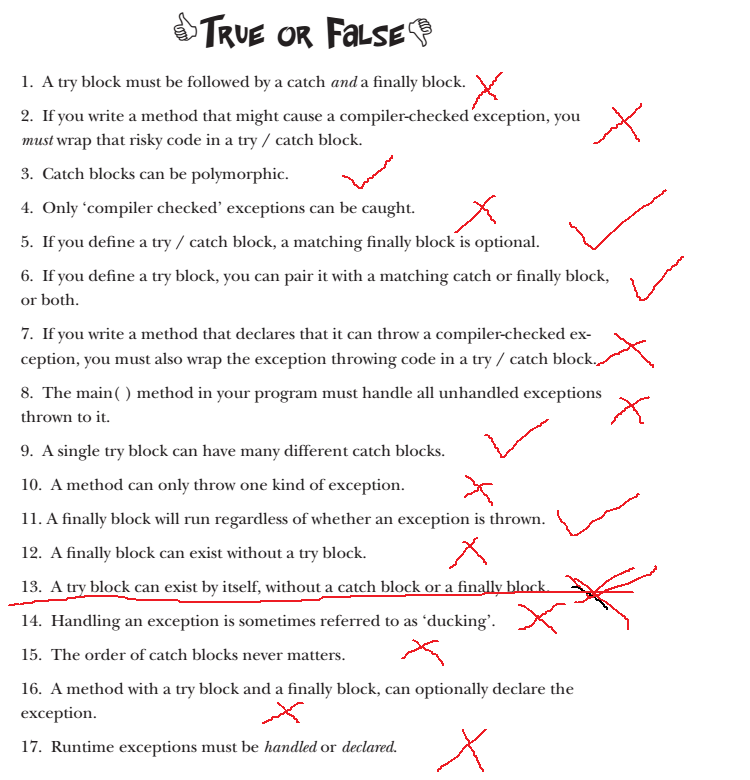 TRUE OR FALSE
1. A try block must be followed by a catch and a finally block.
2. If you write a method that might cause a compiler-checked exception, you
must wrap that risky code in a try / catch block.
3. Catch blocks can be polymorphic.
4. Only ‘compiler checked’ exceptions can be caught.
5. If you define a try / catch block, a matching finally block is optional.
6. If you define a try block, you can pair it with a matching catch or finally block,
or both.
7. If you write a method that declares that it can throw a compiler-checked ex-
ception, you must also wrap the exception throwing code in a try / catch block.
8. The main( ) method in your program must handle all unhandled exceptions
thrown to it.
9. A single try block can have many different catch blocks.
10. A method can only throw one kind of exception.
11. A finally block will run regardless of whether an exception is thrown.
12. A finally block can exist without a try block.
13. A try block can exist by itself, without a catch block or a finally block.
14. Handling an exception is sometimes referred to as ‘ducking’.
15. The order of catch blocks never matters.
16. A method with a try block and a finally block, can optionally declare the
exception.
17. Runtime exceptions must be handled or declared.